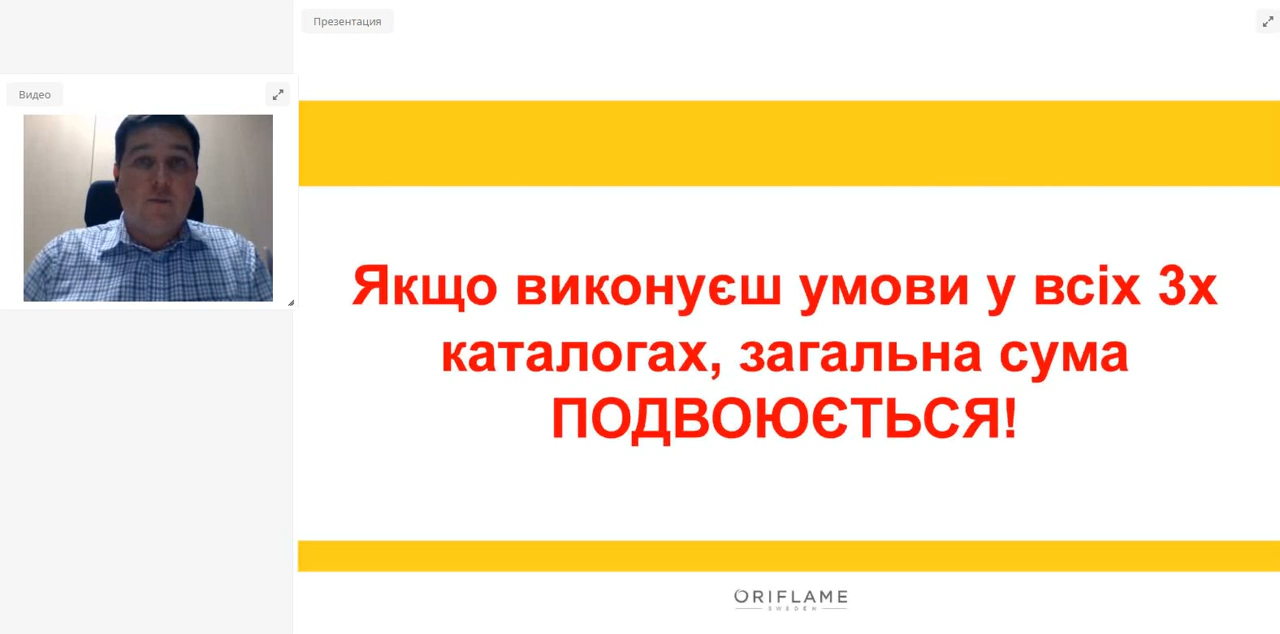 Презентация
Видео
Якщо виконуєш умови у всіх 3х
каталогах, загальна сума
ПОДВОЮЄТЬСЯ!
ORIFLAME
SWEDEN